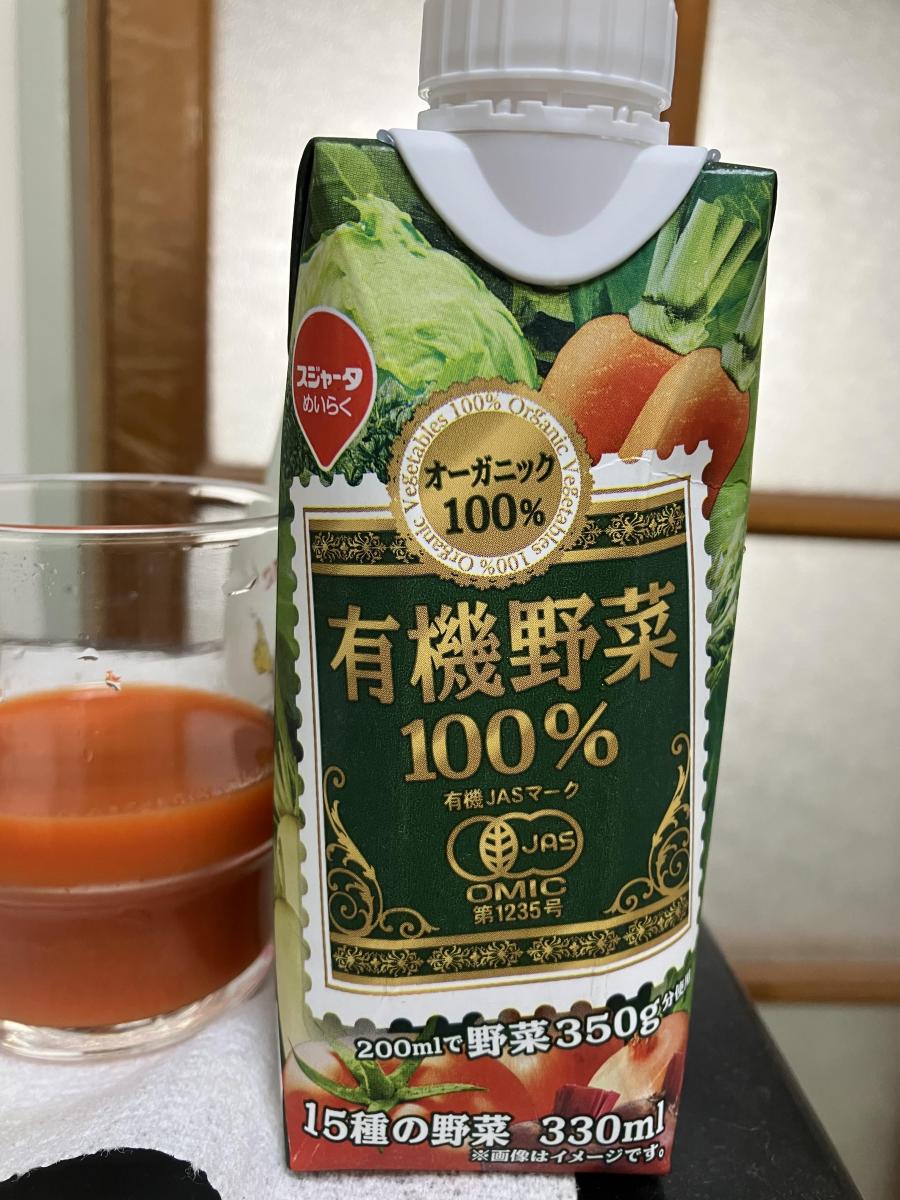 スジャータ
めいらく
100% Organic Vegetables 100% Organic Vegetables
オーガニック
100%
有機野菜
100%
有機JASマーク
JAS
OMIC
第1235号
200mlで野菜350g分使用
15種の野菜 330ml
※画像はイメージです。